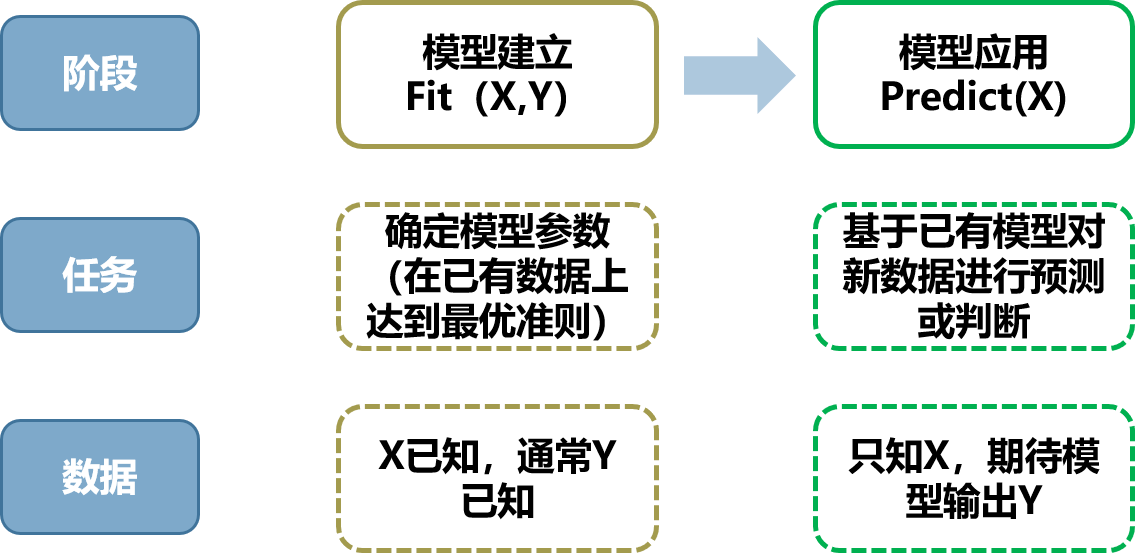 阶段
模型建立
Fit（X,Y）
模型应用
Predict(X)
任务
确定模型参数
（在已有数据上
达到最优准则）
基于已有模型对
新数据进行预测
或判断
数据
X已知，通常Y
已知
只知X，期待模
型输出Y